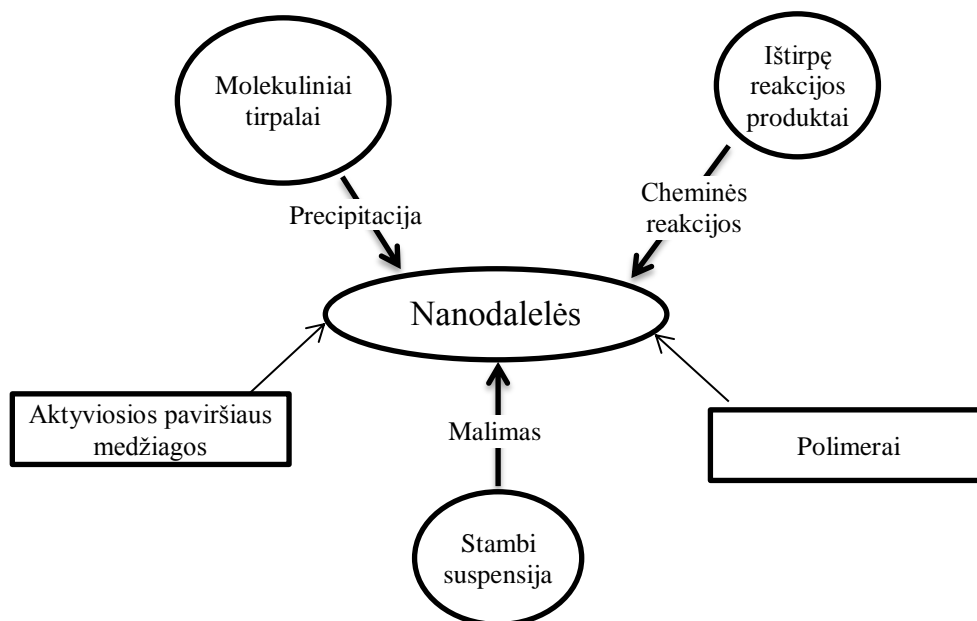 Molekuliniai
tirpalai
Ištirpę
reakcijos
produktai
Precipitacija
Cheminės
reakcijos
Nanodalelės
Aktyviosios paviršiaus
medžiagos
Malimas
Polimerai
Stambi
suspensija